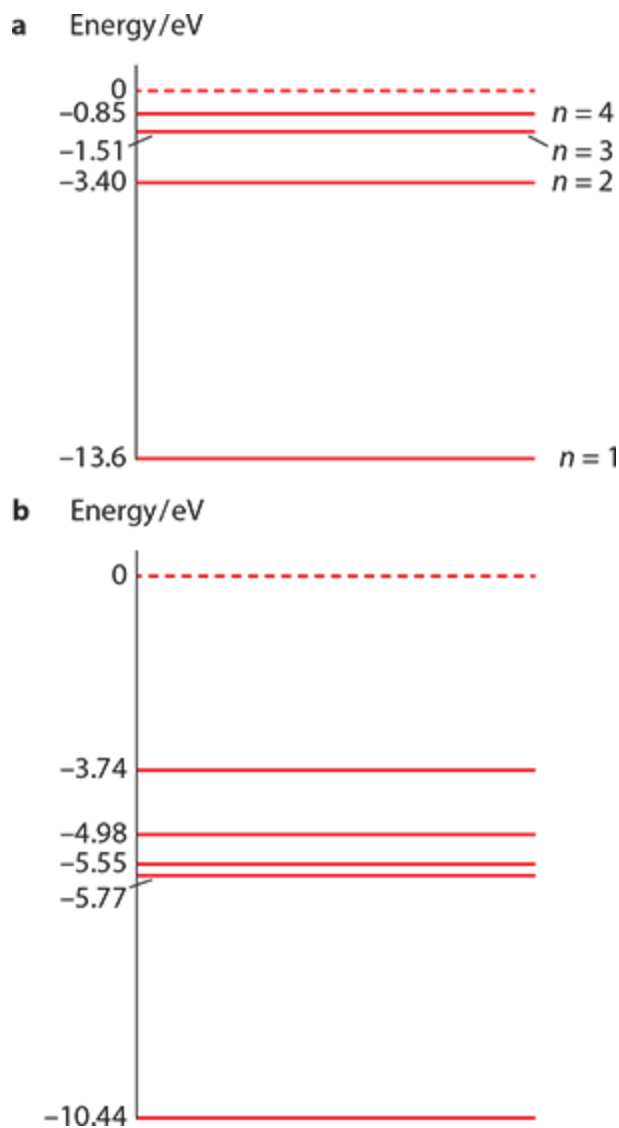 a Energy/eV
0
–0.85 n = 4
–1.51 n = 3
–3.40 n = 2
–13.6 n = 1
b Energy/eV
0
–3.74
–4.98
–5.55
–5.77
–10.44